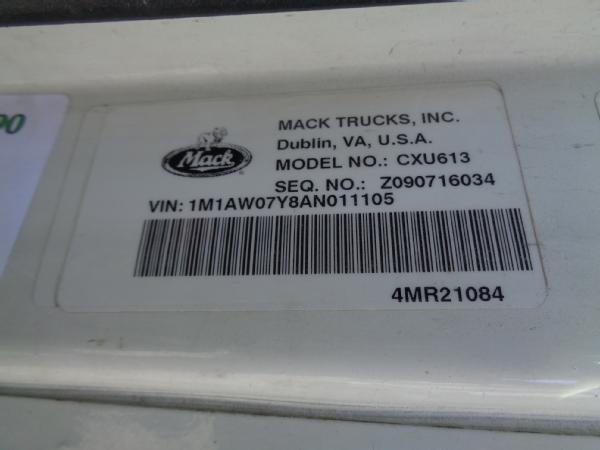 Mack
MACK TRUCKS, INC.
Dublin, VA, U.S.A.
MODEL NO.: CXU613
SEQ. NO.: Z090716034
VIN: 1M1AW07Y8AN011105
4MR21084